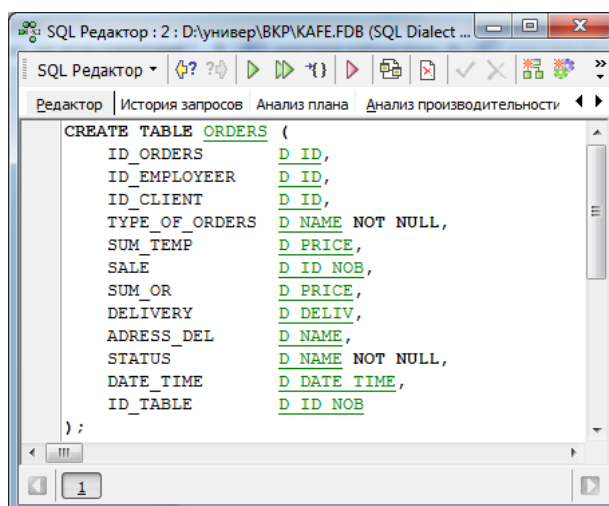 SQL Редактор : 2 : D:\универ\BKP\KAFE.FDB (SQL Dialect ...
SQL Редактор
Редактор История запросов Анализ плана Анализ производительности
CREATE TABLE ORDERS (
ID_ORDERS D_ID,
ID_EMPLOYEER D_ID,
ID_CLIENT D_ID,
TYPE_OF_ORDERS D_NAME NOT NULL,
SUM_TEMP D_PRICE,
SALE D_ID_NOB,
SUM_OR D_PRICE,
DELIVERY D_DELIV,
ADRESS_DEL D_NAME,
STATUS D_NAME NOT NULL,
DATE_TIME D_DATE_TIME,
ID_TABLE D_ID_NOB
);
1